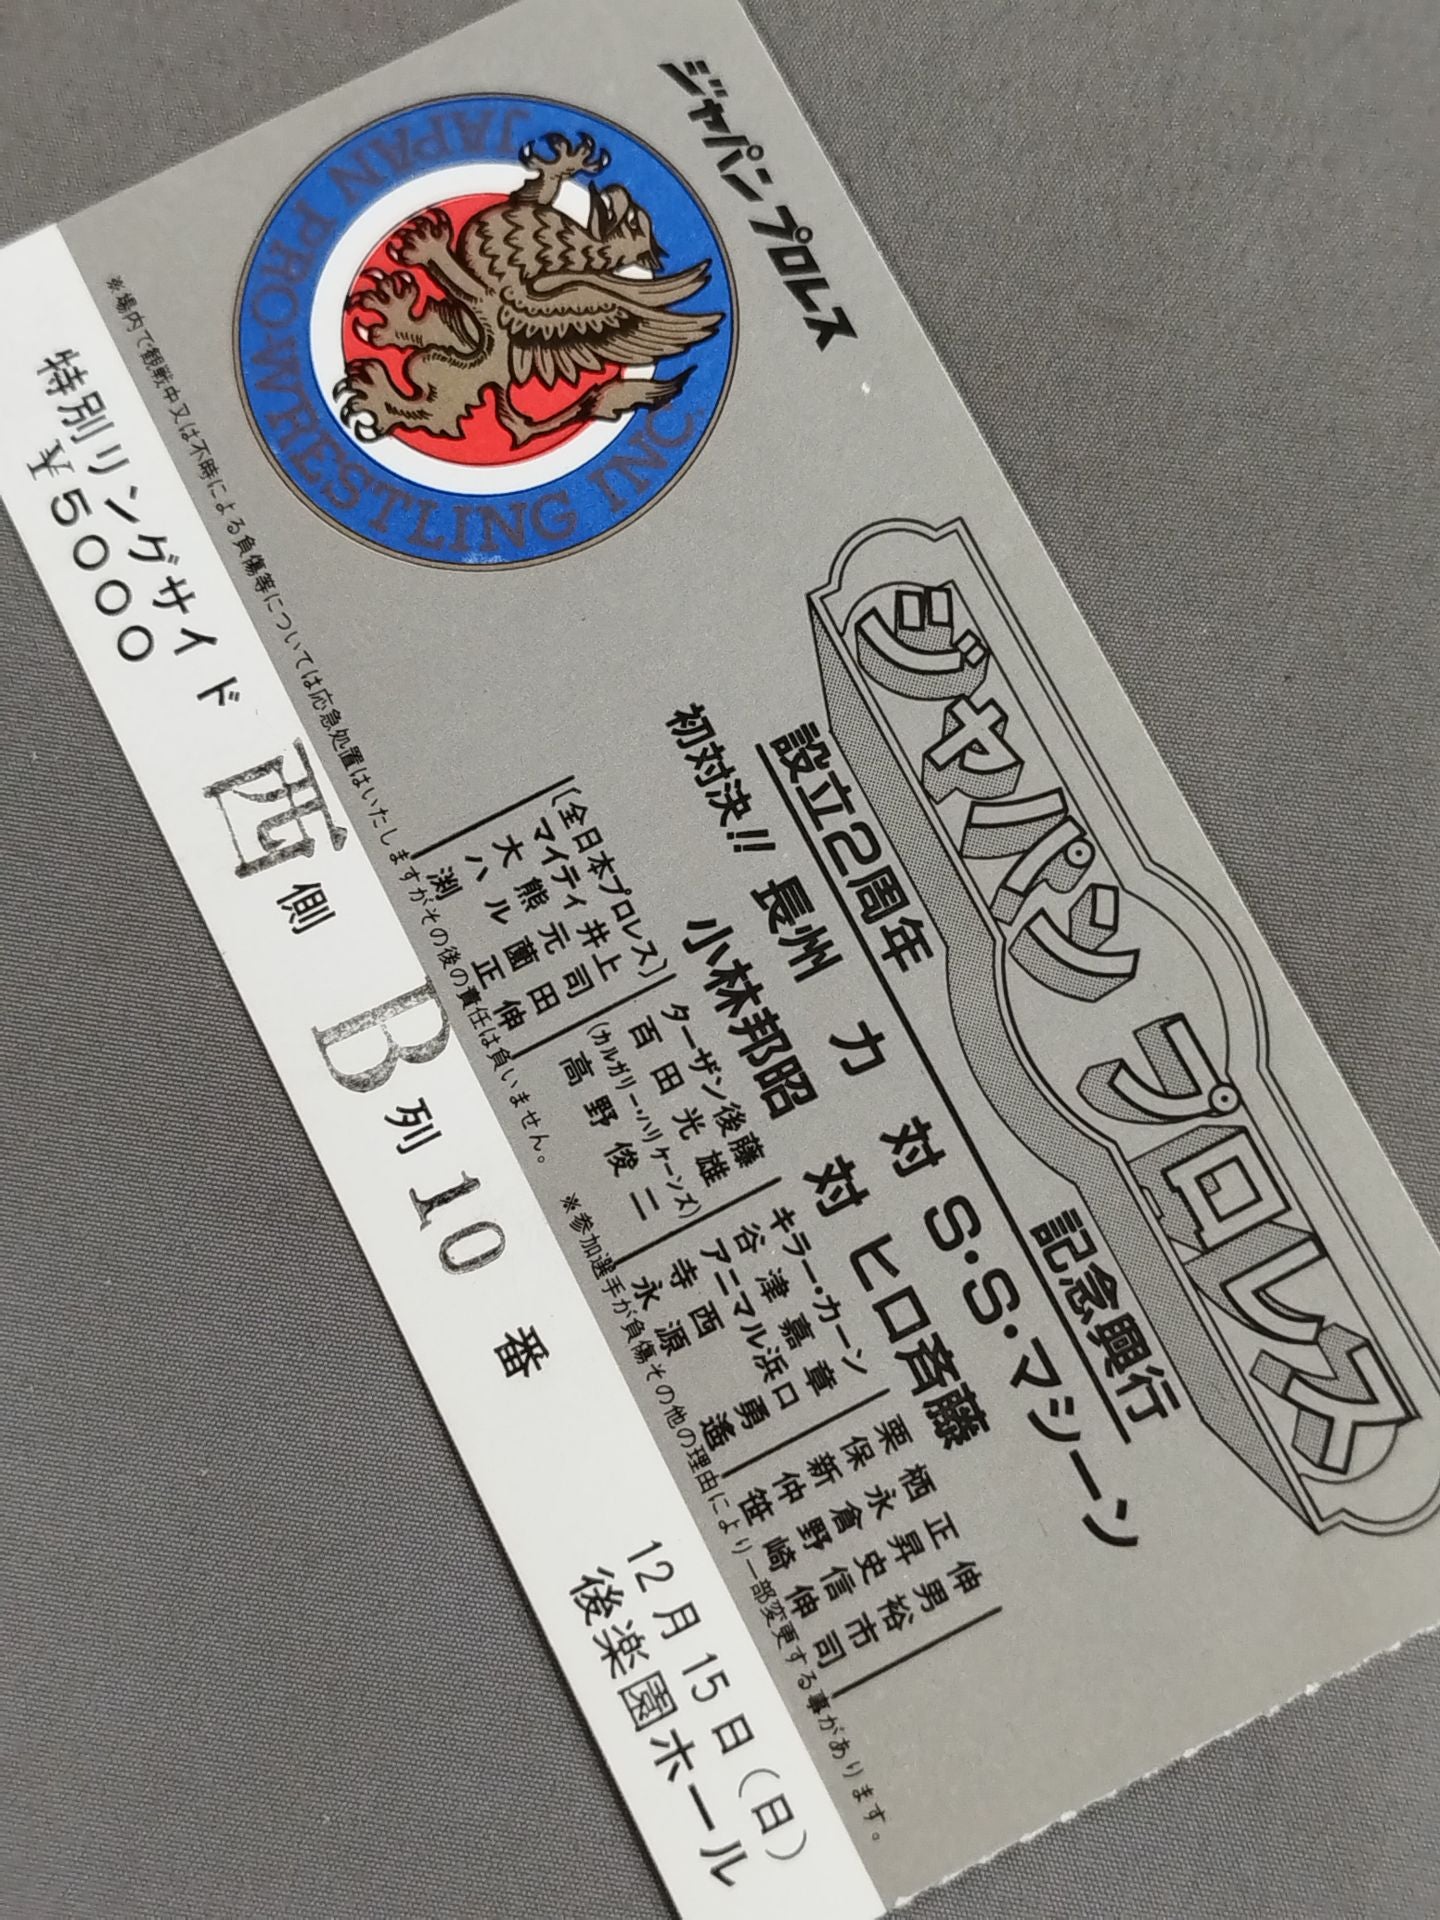 ジャパンプロレス
JAPAN PRO-WRESTLING INC.
ジャパンプロレス
設立2周年 記念興行
初対決!! 長州 力 対 S・S・マシーン
小林邦昭 対 ヒロ斉藤
(全日本プロレス)
マイティ井上
大熊元司
ハル薗田
渕正伸
ターザン後藤
百田光雄
(カルガリー・ハリケーンズ)
高野俊二
キラー・カーン
谷津嘉章
アニマル浜口
寺西勇
永源遙
栗栖正伸
保永昇男
新倉史裕
仲野信市
笹崎伸司
※場内で観戦中又は不時による負傷等については応急処置はいたしますがその後の責任は負いません。
※参加選手が負傷その他の理由により一部変更する事があります。
特別リングサイド
¥5000
西側 B列 10番
12月15日(日)
後楽園ホール